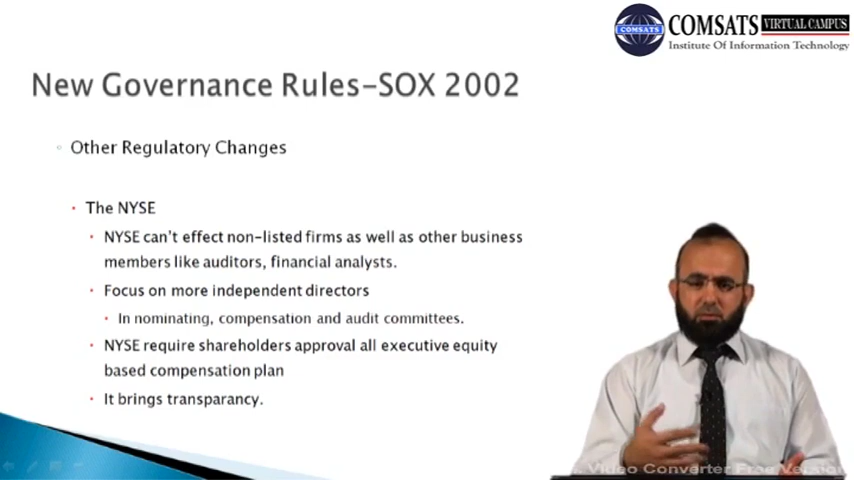 COMSATS VIRTUAL CAMPUS
COMSATS
Institute Of Information Technology
New Governance Rules-SOX 2002
Other Regulatory Changes
The NYSE
NYSE can't effect non-listed firms as well as other business
members like auditors, financial analysts.
Focus on more independent directors
In nominating, compensation and audit committees.
NYSE require shareholders approval all executive equity
based compensation plan
It brings transparancy.
Video Converter Free Version